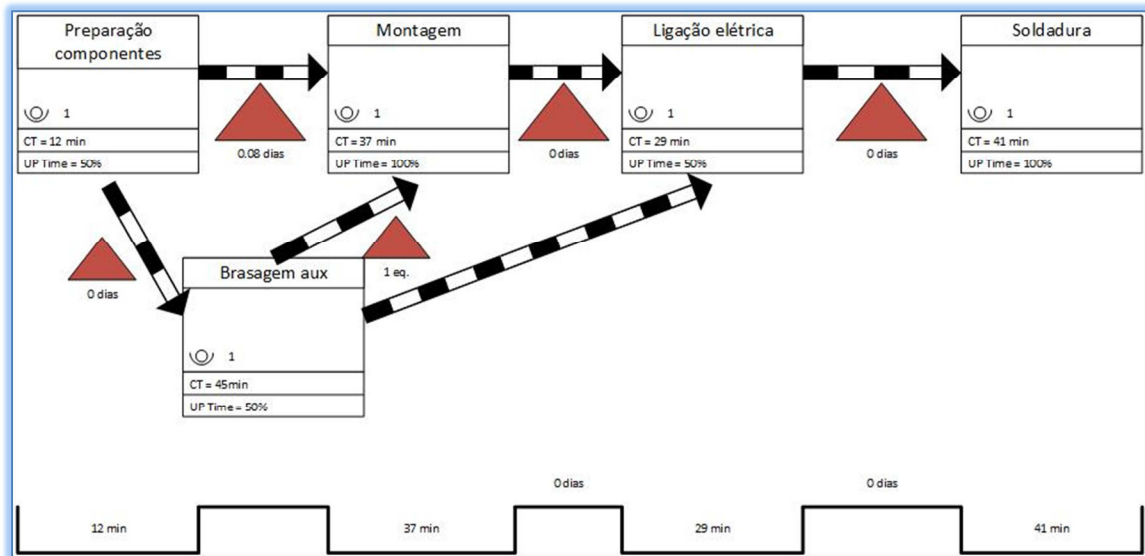 Preparação
componentes
1
CT = 12 min
UP Time = 50%
0.08 dias
Montagem
1
CT = 37 min
UP Time = 100%
0 dias
Ligação elétrica
1
CT = 29 min
UP Time = 50%
0 dias
Soldadura
1
CT = 41 min
UP Time = 100%
0 dias
Brasagem aux
1
CT = 45min
UP Time = 50%
1 eq.
0 dias
0 dias
12 min
37 min
29 min
41 min